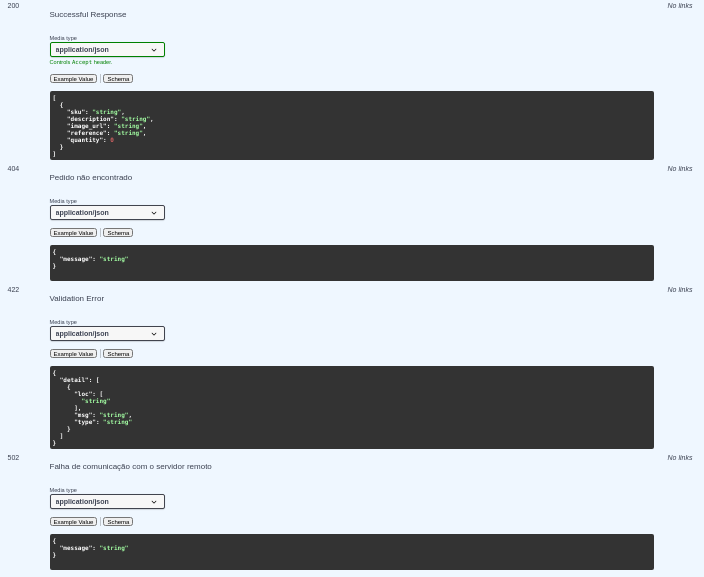 200 No links
Successful Response
Media type
application/json
Controls Accept header.
Example Value | Schema
[
  {
    "sku": "string",
    "description": "string",
    "image_url": "string",
    "reference": "string",
    "quantity": 0
  }
]
404 No links
Pedido não encontrado
Media type
application/json
Example Value | Schema
{
  "message": "string"
}
422 No links
Validation Error
Media type
application/json
Example Value | Schema
{
  "detail": [
    {
      "loc": [
        "string"
      ],
      "msg": "string",
      "type": "string"
    }
  ]
}
502 No links
Falha de comunicação com o servidor remoto
Media type
application/json
Example Value | Schema
{
  "message": "string"
}